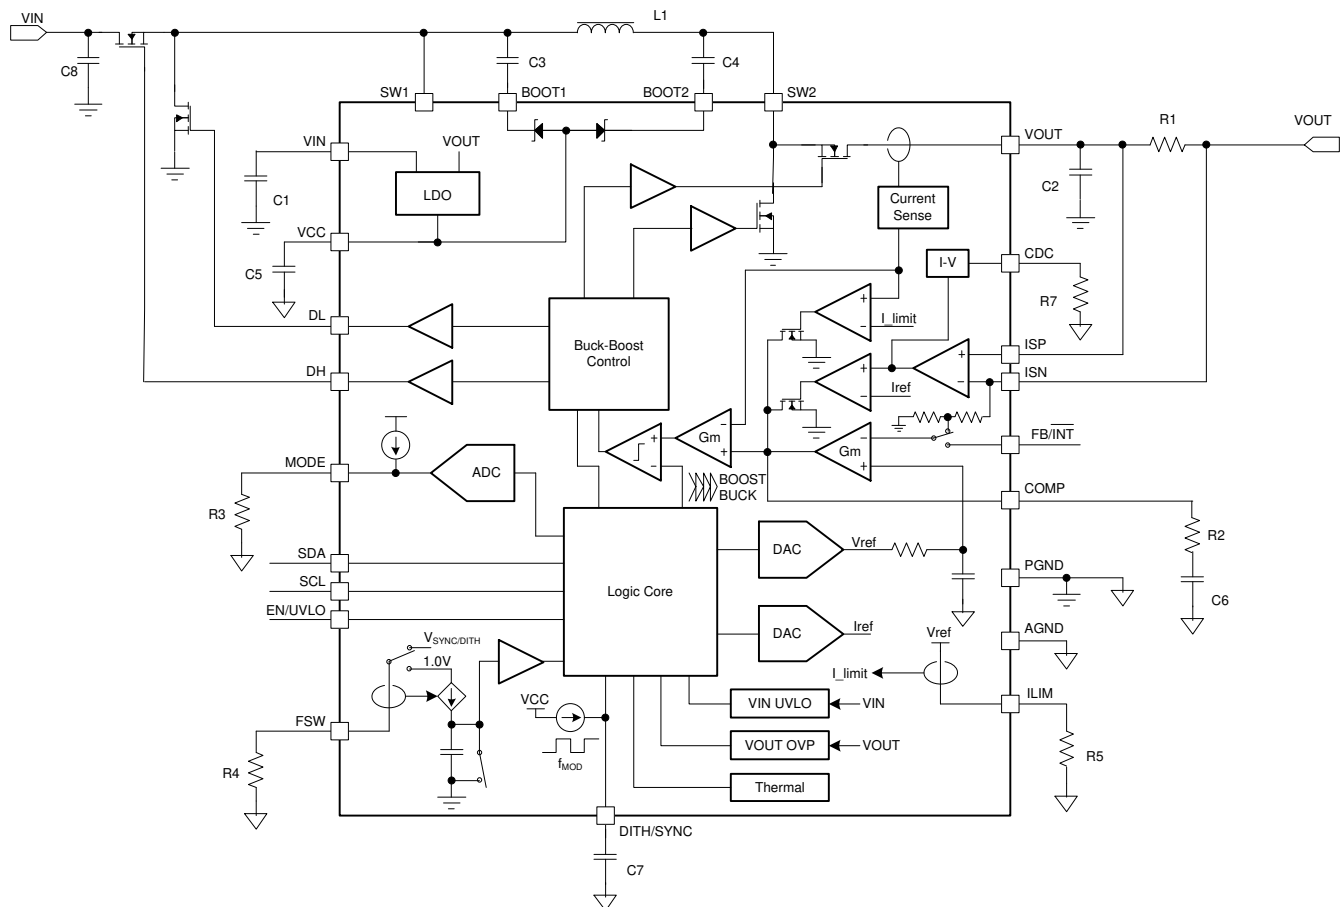 VIN
L1
C8
C3
C4
SW1
BOOT1
BOOT2
SW2
VIN
VOUT
VOUT
R1
VOUT
C1
LDO
Current
Sense
C2
VCC
C5
I-V
CDC
R7
DL
Buck-Boost
Control
+
−
I_limit
ISP
DH
+
−
Iref
+
−
ISN
Gm
−
+
+
−
Gm
−
+
FB/INT
MODE
ADC
BOOST
BUCK
COMP
R3
R2
DAC
Vref
SDA
SCL
EN/UVLO
Logic Core
PGND
C6
DAC
Iref
Vref
AGND
VSYNC/DITH
1.0V
I_limit
ILIM
FSW
VCC
VIN UVLO
VIN
VOUT OVP
VOUT
R4
fMOD
R5
Thermal
DITH/SYNC
C7